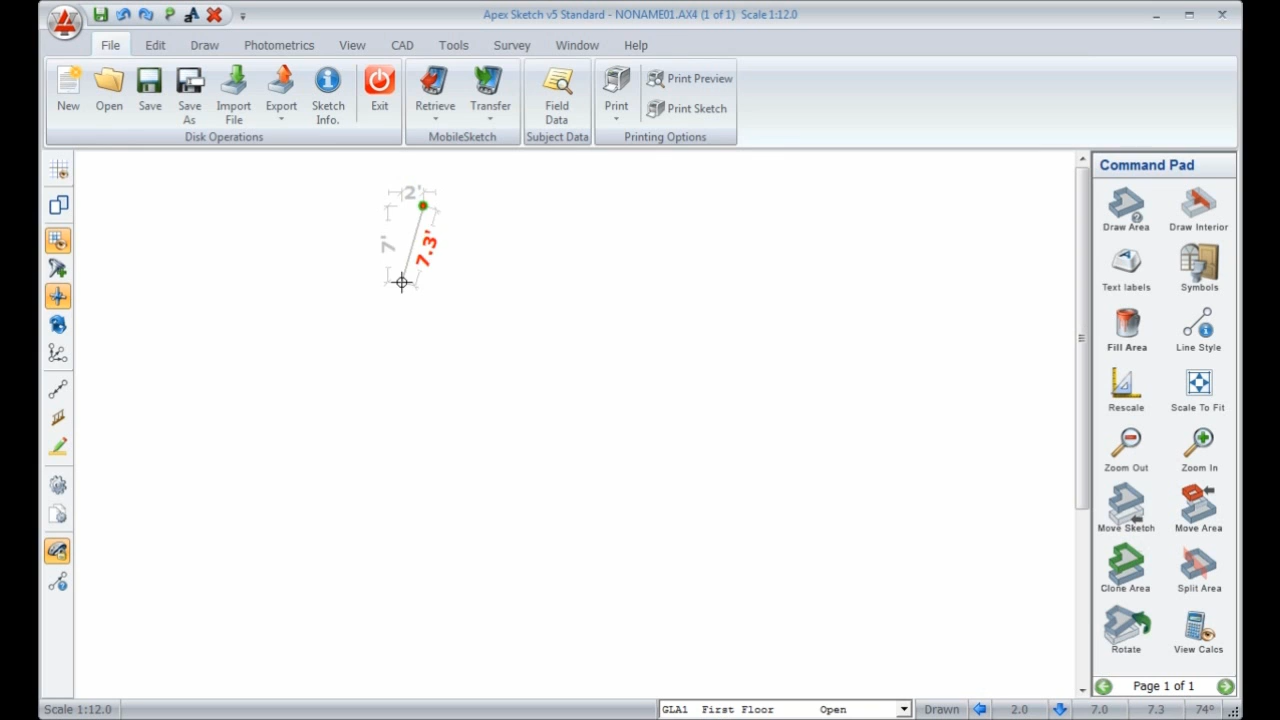 Apex Sketch v5 Standard - NONAME01.AX4 (1 of 1) Scale 1:12.0
File Edit Draw Photometrics View CAD Tools Survey Window Help
New Open Save Save As Import File Export Sketch Info. Exit
Disk Operations
Retrieve Transfer
MobileSketch
Field Data
Subject Data
Print Print Preview
Print Sketch
Printing Options
2'
7'
7.3'
Command Pad
Draw Area Draw Interior
Text labels Symbols
Fill Area Line Style
Rescale Scale To Fit
Zoom Out Zoom In
Move Sketch Move Area
Clone Area Split Area
Rotate View Calcs
Page 1 of 1
Scale 1:12.0 GLA1 First Floor Open Drawn 2.0 7.0 7.3 74°